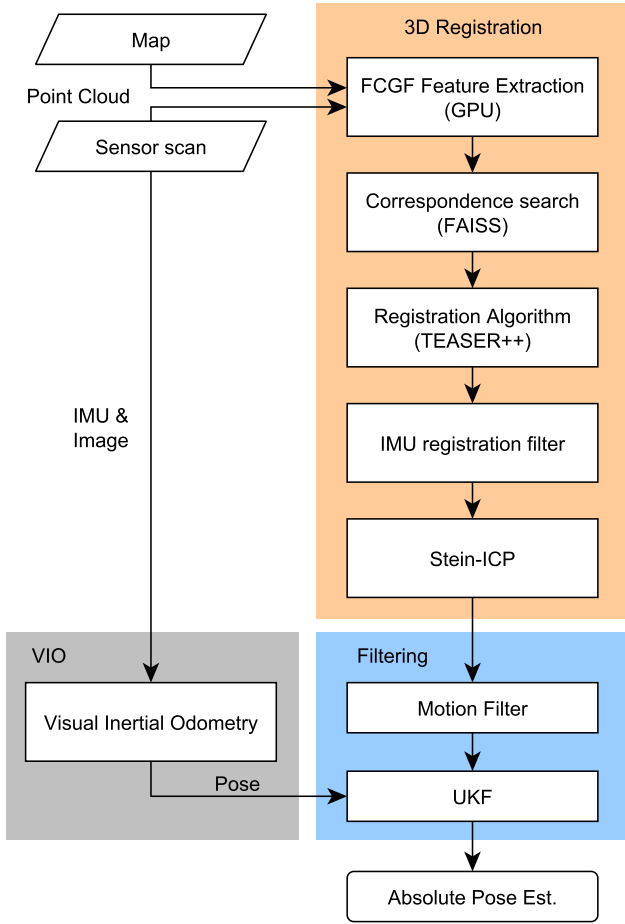 Map
Point Cloud
Sensor scan
3D Registration
FCGF Feature Extraction
(GPU)
Correspondence search
(FAISS)
Registration Algorithm
(TEASER++)
IMU registration filter
Stein-ICP
IMU &
Image
VIO
Visual Inertial Odometry
Pose
Filtering
Motion Filter
UKF
Absolute Pose Est.